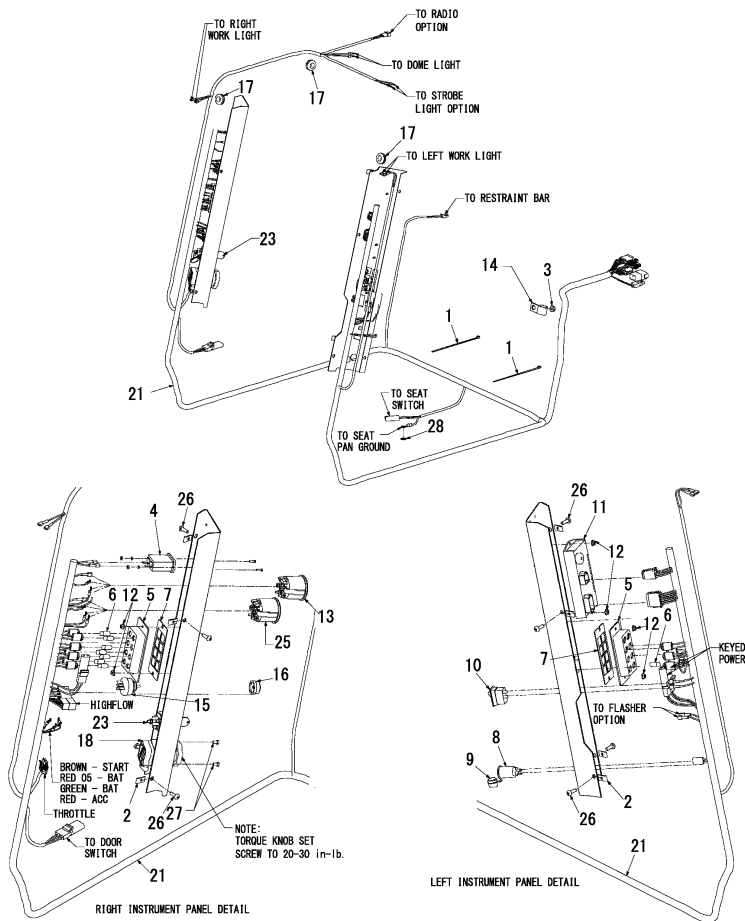 TO RADIO
OPTION
TO RIGHT
WORK LIGHT
TO DOME LIGHT
17
17
TO STROBE
LIGHT OPTION
17
TO LEFT WORK LIGHT
TO RESTRAINT BAR
23
14
3
1
1
21
TO SEAT
SWITCH
28
TO SEAT
PAN GROUND
26
4
6
12
5
7
13
25
16
15
HIGHFLOW
23
18
BROWN - START
RED 05 - BAT
GREEN - BAT
RED - ACC
2
26
27
THROTTLE
TO DOOR
SWITCH
NOTE:
TORQUE KNOB SET
SCREW TO 20-30 in-lb.
21
RIGHT INSTRUMENT PANEL DETAIL
26
11
12
5
12
6
7
KEYED
POWER
10
TO FLASHER
OPTION
8
9
2
26
21
LEFT INSTRUMENT PANEL DETAIL